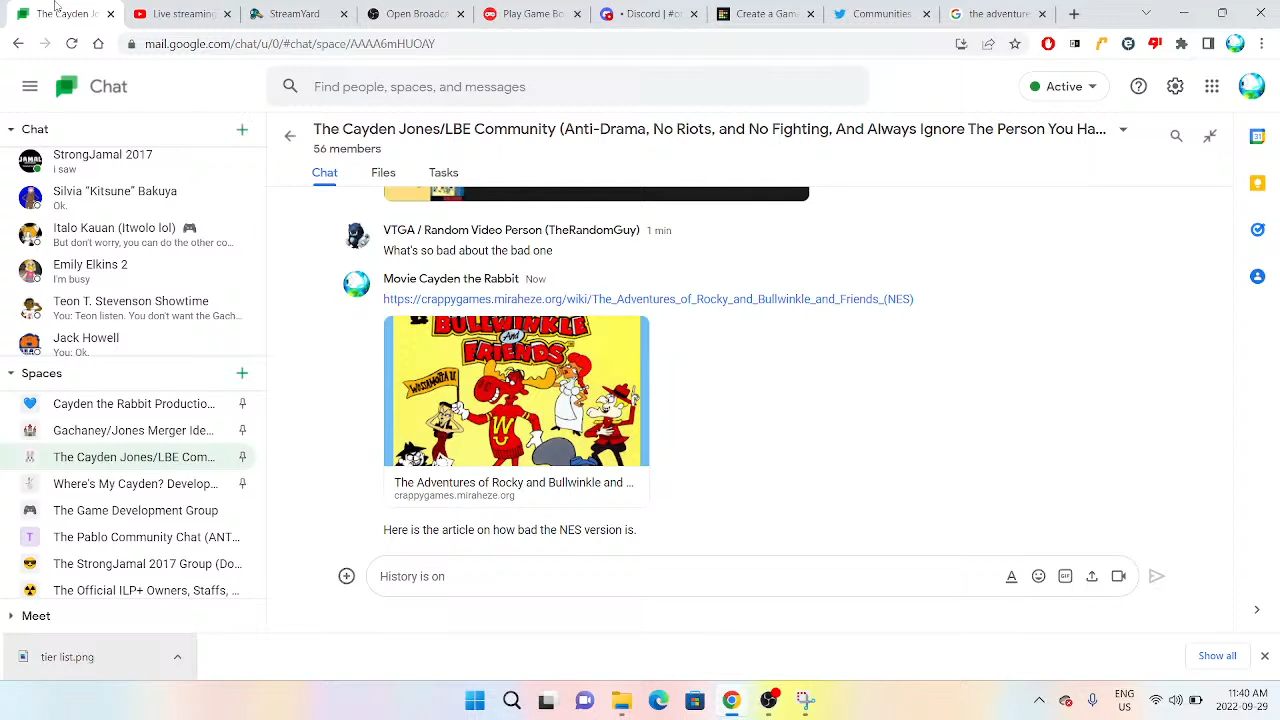 The Cayden Jo
Live streaming
StreamYard
Open Broadc
Play Game Bo
• Discord | #c
Create a Gam
Communities
the adventure
mail.google.com/chat/u/0/#chat/space/AAAA6mHUOAY
Chat
Find people, spaces, and messages
Active
Chat
StrongJamal 2017
i saw
Silvia “Kitsune” Bakuya
Ok.
Italo Kauan (Itwolo lol) 🎮
But don't worry, you can do the other co...
Emily Elkins 2
I'm busy
Teon T. Stevenson Showtime
You: Teon listen. You don't want the Gach...
Jack Howell
You: Ok.
Spaces
Cayden the Rabbit Productio...
Gachaney/Jones Merger Ide...
The Cayden Jones/LBE Com...
Where's My Cayden? Develop...
The Game Development Group
T
The Pablo Community Chat (ANT...
The StrongJamal 2017 Group (Do...
The Official ILP+ Owners, Staffs, ...
Meet
The Cayden Jones/LBE Community (Anti-Drama, No Riots, and No Fighting, And Always Ignore The Person You Ha...
56 members
Chat
Files
Tasks
VTGA / Random Video Person (TheRandomGuy) 1 min
What's so bad about the bad one
Movie Cayden the Rabbit Now
https://crappygames.miraheze.org/wiki/The_Adventures_of_Rocky_and_Bullwinkle_and_Friends_(NES)
BULLWINKLE
And
FRIENDS
WOSSAMOTTA U
W
The Adventures of Rocky and Bullwinkle and ...
crappygames.miraheze.org
Here is the article on how bad the NES version is.
History is on
GIF
31
tier list.png
Show all
ENG
US
11:40 AM
2022-09-29